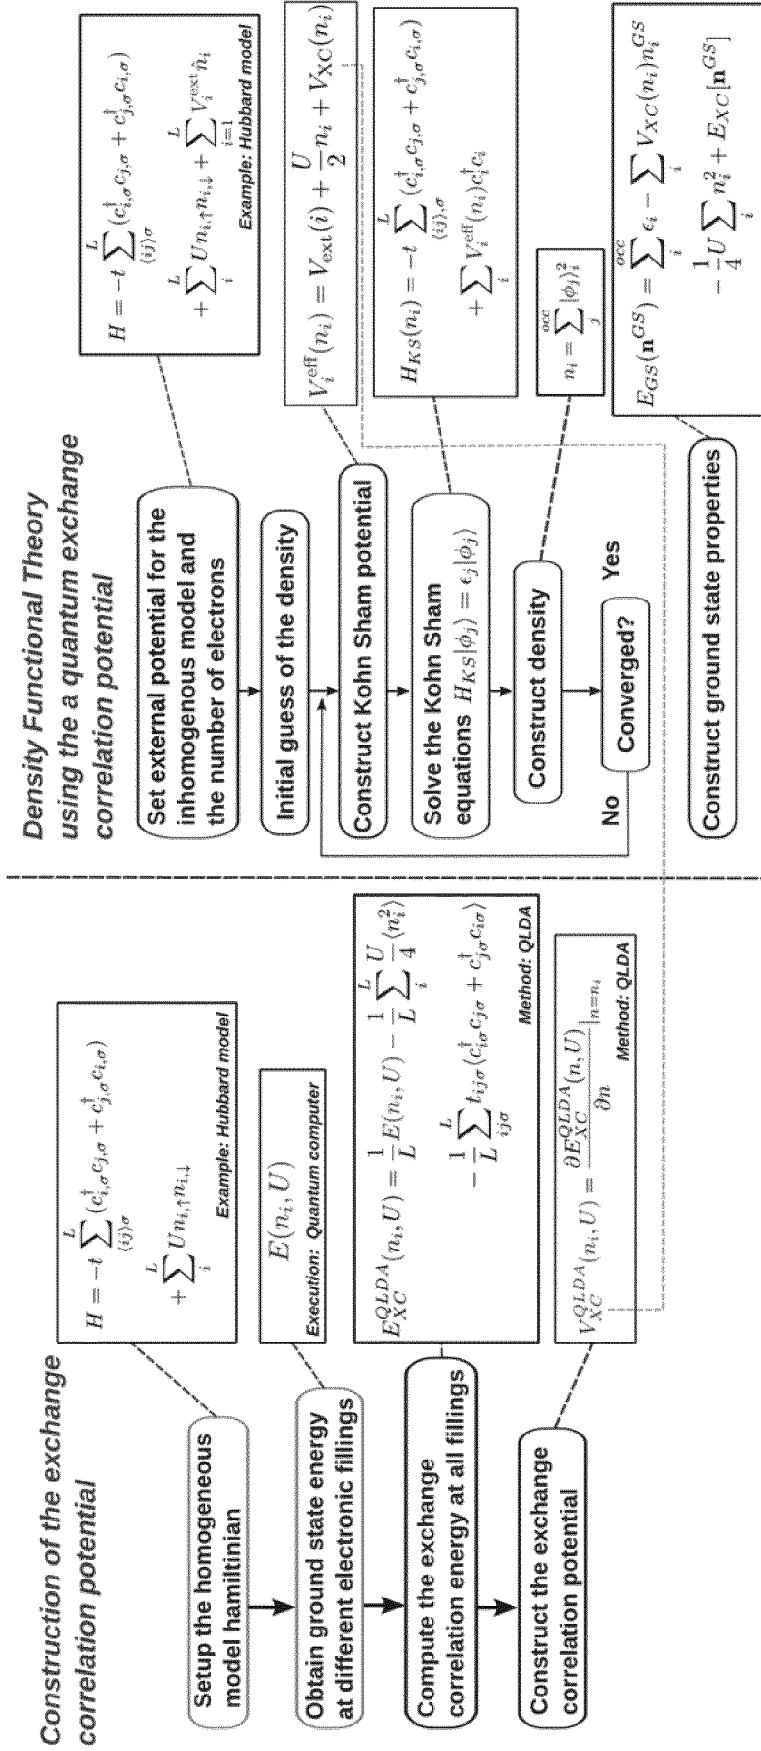 Construction of the exchange
correlation potential
Setup the homogeneous
model hamiltinian
H = -t \sum_{\langle ij \rangle \sigma}^{L} (c^{\dagger}_{i,\sigma} c_{j,\sigma} + c^{\dagger}_{j,\sigma} c_{i,\sigma})
+ \sum_{i}^{L} U n_{i,\uparrow} n_{i,\downarrow}
Example: Hubbard model
Obtain ground state energy
at different electronic fillings
E(n_i, U)
Execution: Quantum computer
Compute the exchange
correlation energy at all fillings
E_{XC}^{QLDA}(n_i, U) = \frac{1}{L} E(n_i, U) - \frac{1}{L} \sum_{i}^{L} \frac{U}{4} \langle n_i^2 \rangle
- \frac{1}{L} \sum_{ij\sigma}^{L} t_{ij\sigma} \langle c^{\dagger}_{i\sigma} c_{j\sigma} + c^{\dagger}_{j\sigma} c_{i\sigma} \rangle
Method: QLDA
Construct the exchange
correlation potential
V_{XC}^{QLDA}(n_i, U) = \frac{\partial E_{XC}^{QLDA}(n, U)}{\partial n} |_{n=n_i}
Method: QLDA
Density Functional Theory
using the a quantum exchange
correlation potential
Set external potential for the
inhomogenous model and
the number of electrons
H = -t \sum_{\langle ij \rangle \sigma}^{L} (c^{\dagger}_{i,\sigma} c_{j,\sigma} + c^{\dagger}_{j,\sigma} c_{i,\sigma})
+ \sum_{i}^{L} U n_{i,\uparrow} n_{i,\downarrow} + \sum_{i=1}^{L} V_i^{ext} \hat{n}_i
Example: Hubbard model
Initial guess of the density
Construct Kohn Sham potential
V_i^{eff}(n_i) = V_{ext}(i) + \frac{U}{2} n_i + V_{XC}(n_i)
Solve the Kohn Sham
equations H_{KS}|\phi_j\rangle = \epsilon_j|\phi_j\rangle
H_{KS}(n_i) = -t \sum_{\langle ij \rangle, \sigma}^{L} (c^{\dagger}_{i,\sigma} c_{j,\sigma} + c^{\dagger}_{j,\sigma} c_{i,\sigma})
+ \sum_{i} V_i^{eff}(n_i) c^{\dagger}_i c_i
Construct density
n_i = \sum_{j}^{occ} |\phi_j\rangle_i^2
No
Converged?
Yes
Construct ground state properties
E_{GS}(\mathbf{n}^{GS}) = \sum_{i}^{occ} \epsilon_i - \sum_{i} V_{XC}(n_i) n_i^{GS}
- \frac{1}{4} U \sum_{i} n_i^2 + E_{XC}[\mathbf{n}^{GS}]